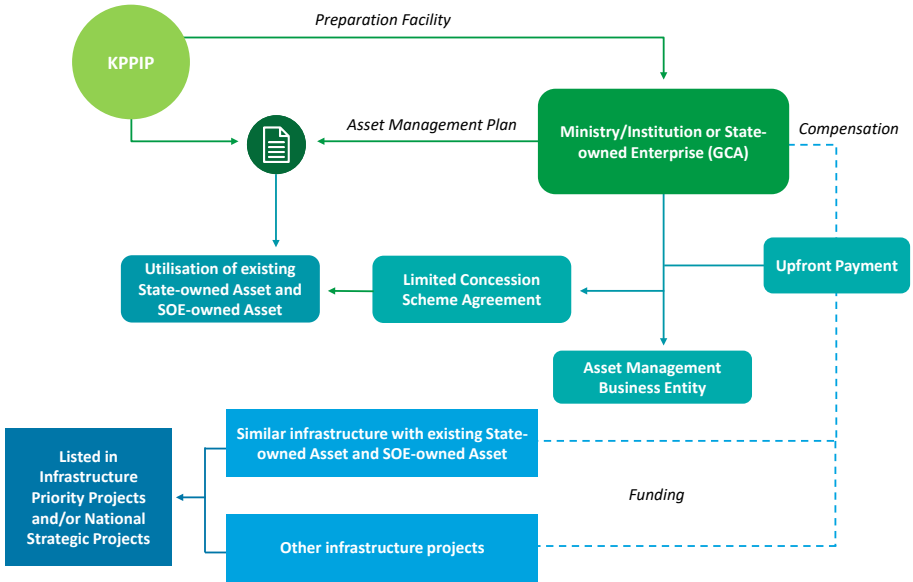 Preparation Facility
KPPIP
Asset Management Plan
Ministry/Institution or State-
owned Enterprise (GCA)
Compensation
Utilisation of existing
State-owned Asset and
SOE-owned Asset
Limited Concession
Scheme Agreement
Upfront Payment
Asset Management
Business Entity
Listed in
Infrastructure
Priority Projects
and/or National
Strategic Projects
Similar infrastructure with existing State-
owned Asset and SOE-owned Asset
Funding
Other infrastructure projects